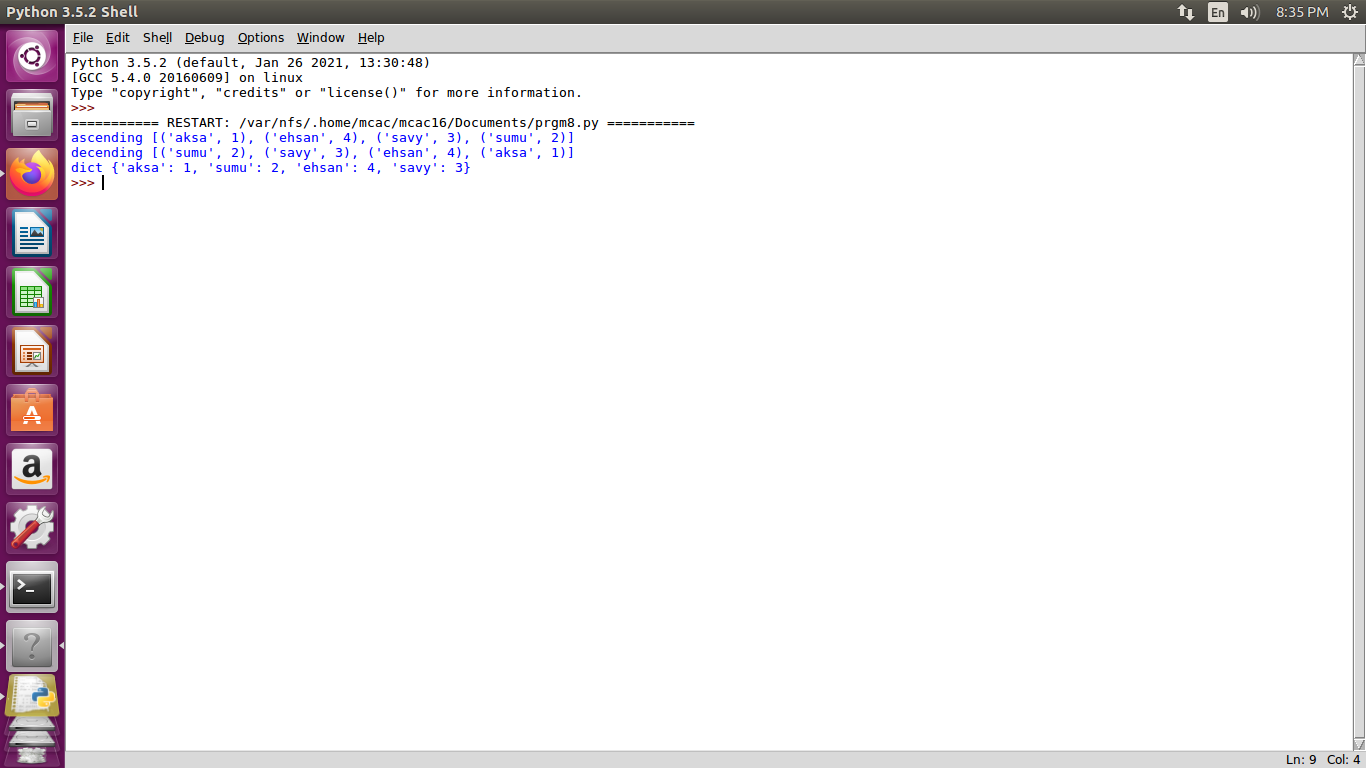 Python 3.5.2 Shell
En
8:35 PM
File Edit Shell Debug Options Window Help
Python 3.5.2 (default, Jan 26 2021, 13:30:48)
[GCC 5.4.0 20160609] on linux
Type "copyright", "credits" or "license()" for more information.
>>>
=========== RESTART: /var/nfs/.home/mcac/mcac16/Documents/prgm8.py ===========
ascending [('aksa', 1), ('ehsan', 4), ('savy', 3), ('sumu', 2)]
decending [('sumu', 2), ('savy', 3), ('ehsan', 4), ('aksa', 1)]
dict {'aksa': 1, 'sumu': 2, 'ehsan': 4, 'savy': 3}
>>>
A
a
>_
?
Ln: 9 Col: 4